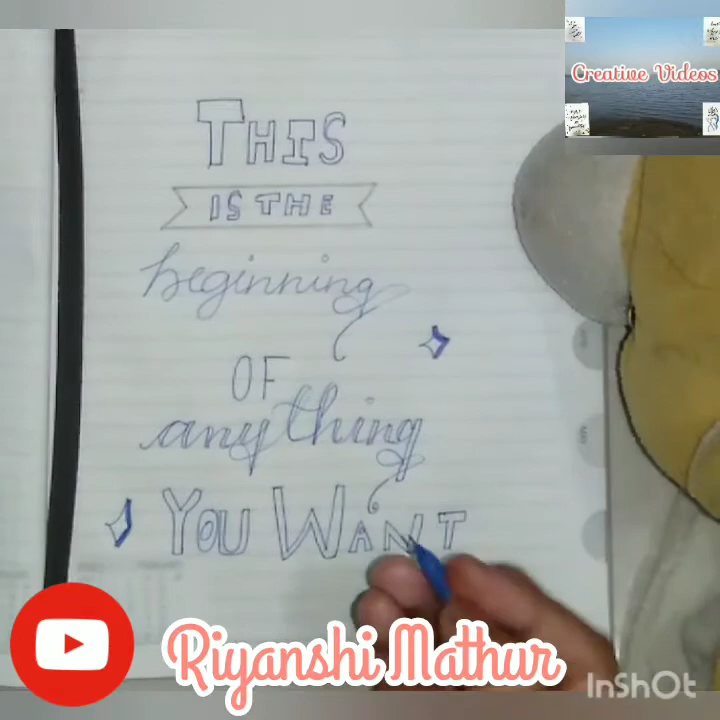 Creative Videos
THIS
IS THE
beginning
OF
anything
YOU WANT
Riyanshi Mathur
InShOt